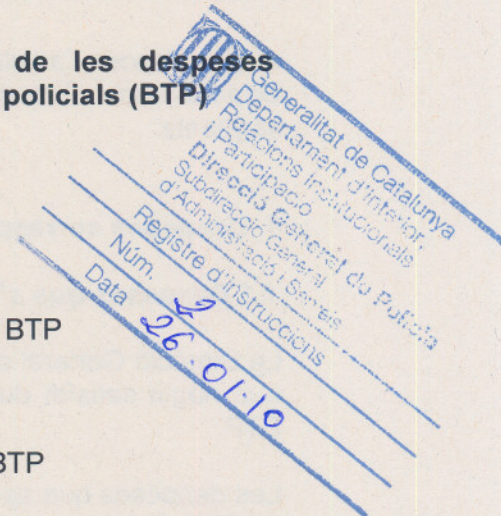 de les despeses
policials (BTP)
Generalitat de Catalunya
Departament d'Interior,
Relacions Institucionals
i Participació
Direcció General de Policia
Subdirecció General
d'Administració i Serveis
Registre d'instruccions
Núm. 2
Data 26.01.10
BTP
BTP